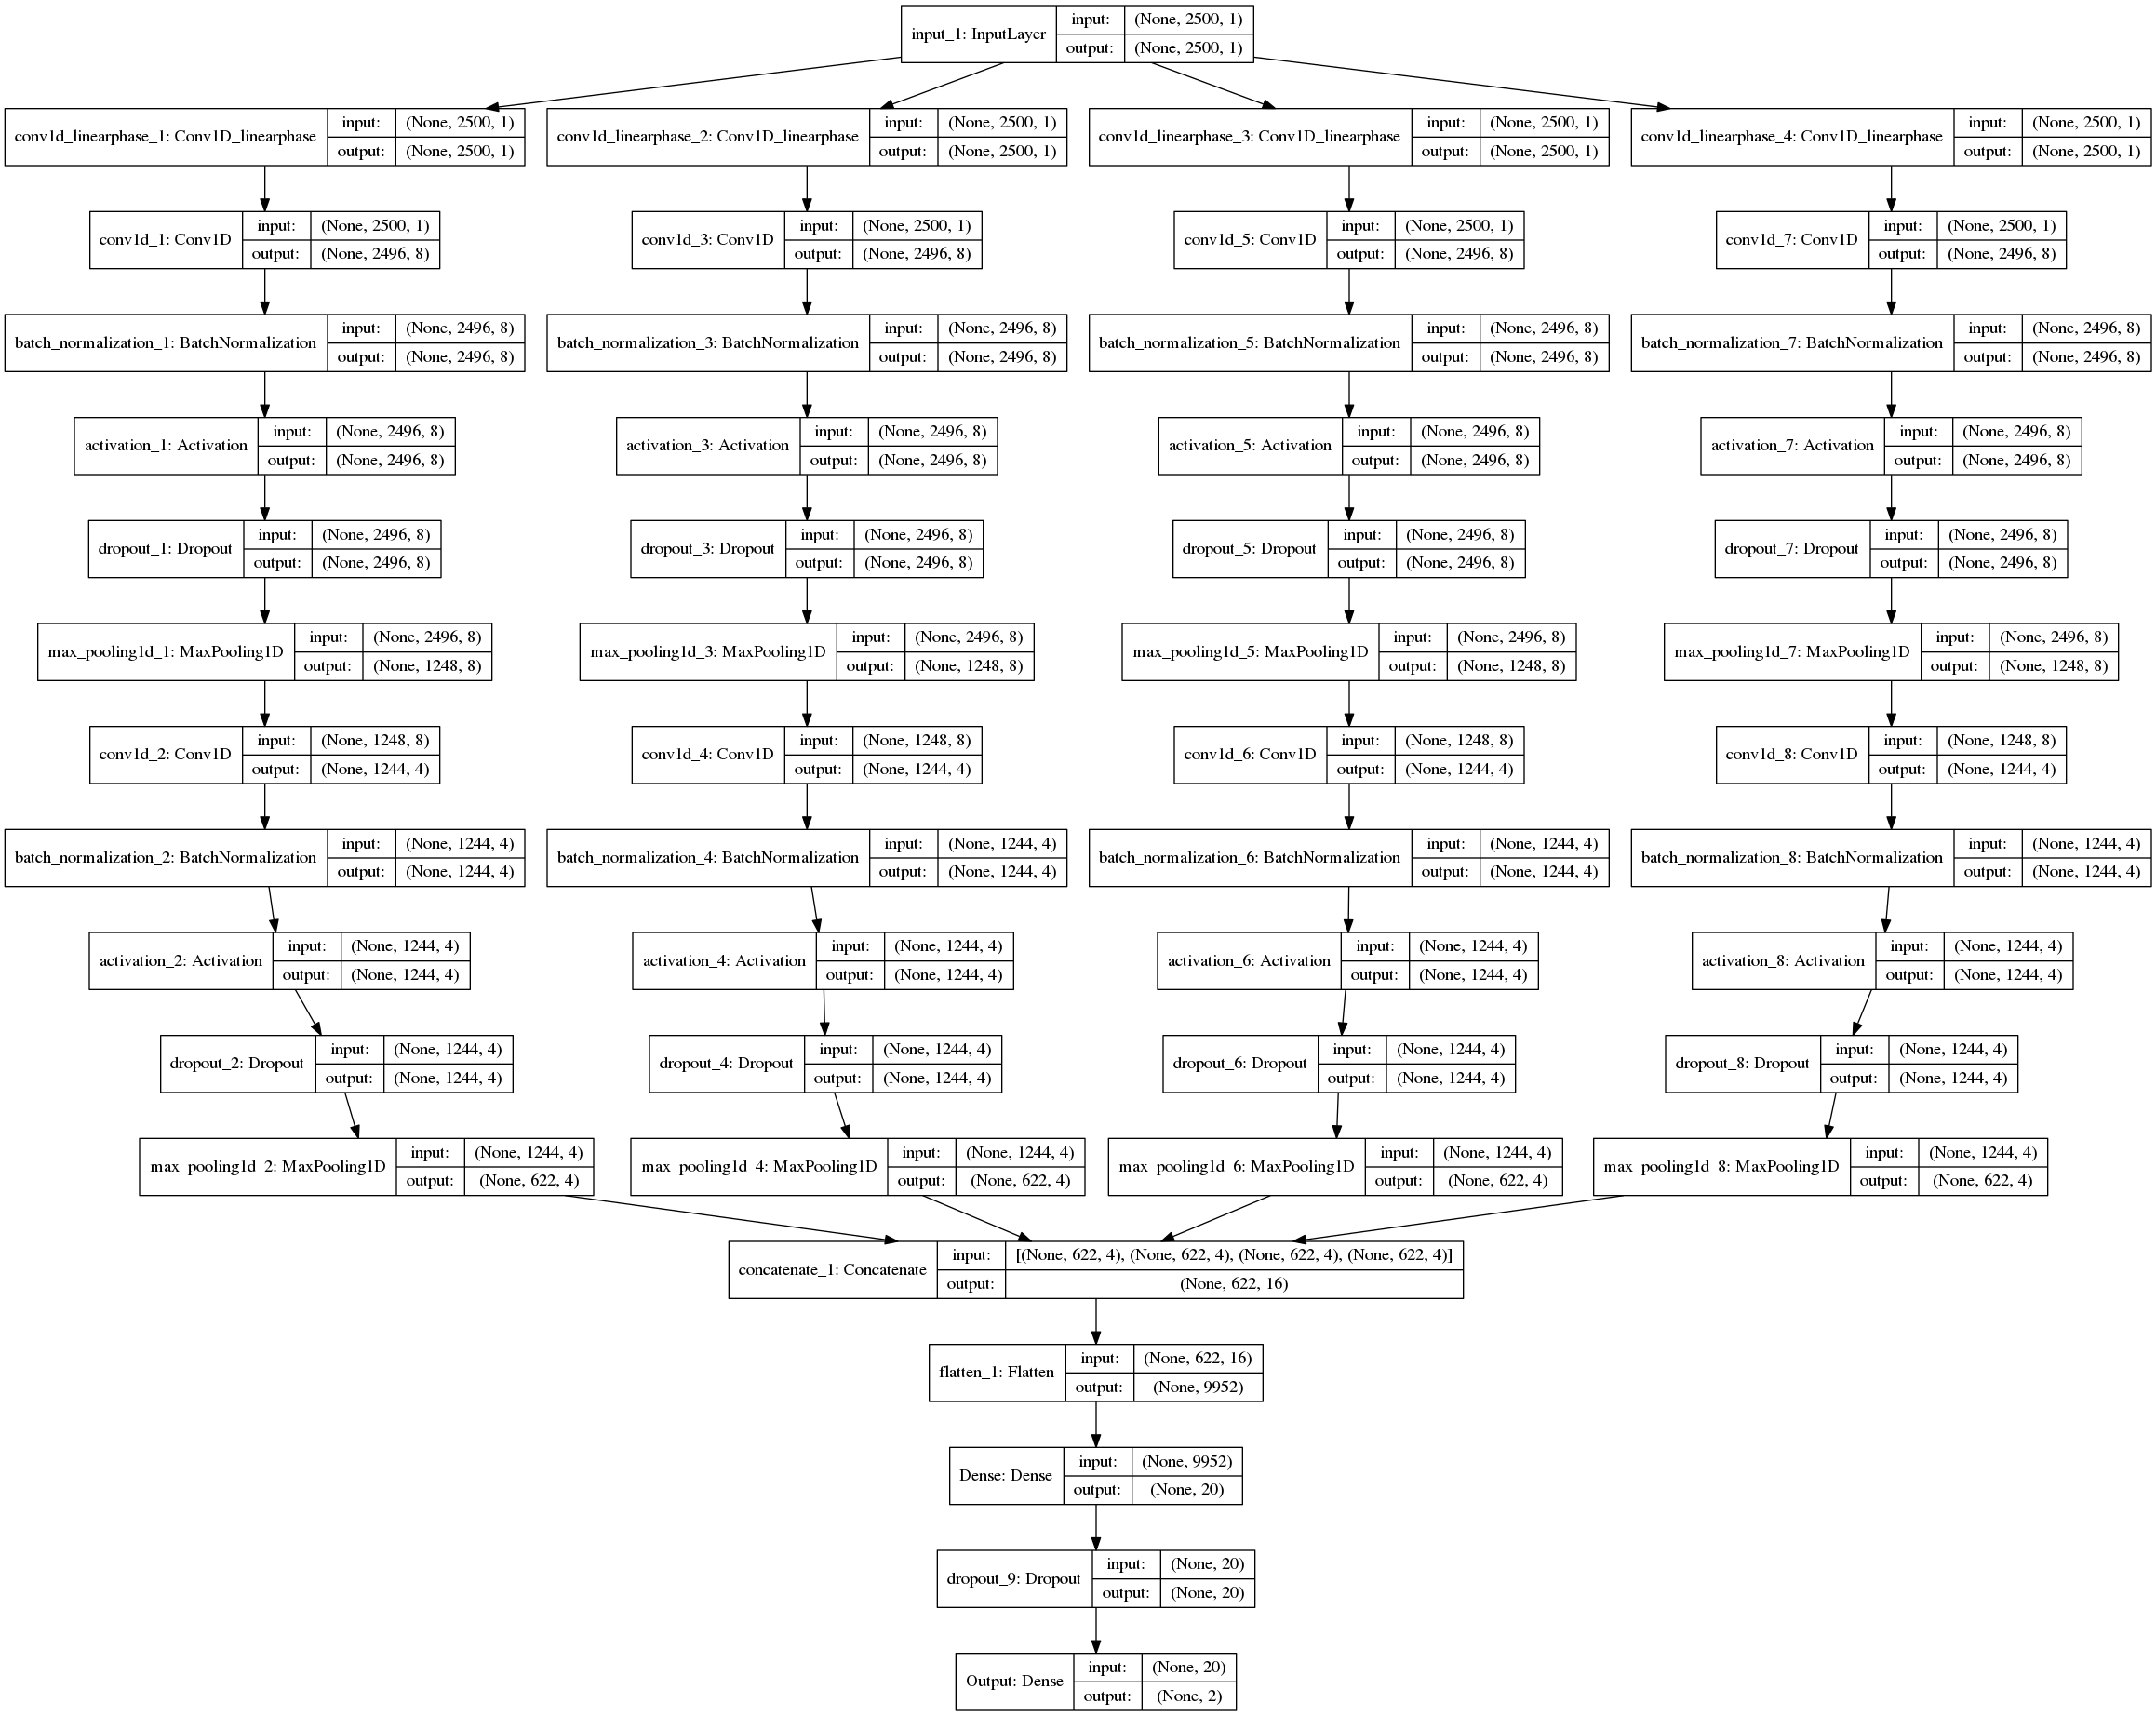 input_1: InputLayer input: (None, 2500, 1)
output: (None, 2500, 1)
conv1d_linearphase_1: Conv1D_linearphase input: (None, 2500, 1)
output: (None, 2500, 1)
conv1d_linearphase_2: Conv1D_linearphase input: (None, 2500, 1)
output: (None, 2500, 1)
conv1d_linearphase_3: Conv1D_linearphase input: (None, 2500, 1)
output: (None, 2500, 1)
conv1d_linearphase_4: Conv1D_linearphase input: (None, 2500, 1)
output: (None, 2500, 1)
conv1d_1: Conv1D input: (None, 2500, 1)
output: (None, 2496, 8)
conv1d_3: Conv1D input: (None, 2500, 1)
output: (None, 2496, 8)
conv1d_5: Conv1D input: (None, 2500, 1)
output: (None, 2496, 8)
conv1d_7: Conv1D input: (None, 2500, 1)
output: (None, 2496, 8)
batch_normalization_1: BatchNormalization input: (None, 2496, 8)
output: (None, 2496, 8)
batch_normalization_3: BatchNormalization input: (None, 2496, 8)
output: (None, 2496, 8)
batch_normalization_5: BatchNormalization input: (None, 2496, 8)
output: (None, 2496, 8)
batch_normalization_7: BatchNormalization input: (None, 2496, 8)
output: (None, 2496, 8)
activation_1: Activation input: (None, 2496, 8)
output: (None, 2496, 8)
activation_3: Activation input: (None, 2496, 8)
output: (None, 2496, 8)
activation_5: Activation input: (None, 2496, 8)
output: (None, 2496, 8)
activation_7: Activation input: (None, 2496, 8)
output: (None, 2496, 8)
dropout_1: Dropout input: (None, 2496, 8)
output: (None, 2496, 8)
dropout_3: Dropout input: (None, 2496, 8)
output: (None, 2496, 8)
dropout_5: Dropout input: (None, 2496, 8)
output: (None, 2496, 8)
dropout_7: Dropout input: (None, 2496, 8)
output: (None, 2496, 8)
max_pooling1d_1: MaxPooling1D input: (None, 2496, 8)
output: (None, 1248, 8)
max_pooling1d_3: MaxPooling1D input: (None, 2496, 8)
output: (None, 1248, 8)
max_pooling1d_5: MaxPooling1D input: (None, 2496, 8)
output: (None, 1248, 8)
max_pooling1d_7: MaxPooling1D input: (None, 2496, 8)
output: (None, 1248, 8)
conv1d_2: Conv1D input: (None, 1248, 8)
output: (None, 1244, 4)
conv1d_4: Conv1D input: (None, 1248, 8)
output: (None, 1244, 4)
conv1d_6: Conv1D input: (None, 1248, 8)
output: (None, 1244, 4)
conv1d_8: Conv1D input: (None, 1248, 8)
output: (None, 1244, 4)
batch_normalization_2: BatchNormalization input: (None, 1244, 4)
output: (None, 1244, 4)
batch_normalization_4: BatchNormalization input: (None, 1244, 4)
output: (None, 1244, 4)
batch_normalization_6: BatchNormalization input: (None, 1244, 4)
output: (None, 1244, 4)
batch_normalization_8: BatchNormalization input: (None, 1244, 4)
output: (None, 1244, 4)
activation_2: Activation input: (None, 1244, 4)
output: (None, 1244, 4)
activation_4: Activation input: (None, 1244, 4)
output: (None, 1244, 4)
activation_6: Activation input: (None, 1244, 4)
output: (None, 1244, 4)
activation_8: Activation input: (None, 1244, 4)
output: (None, 1244, 4)
dropout_2: Dropout input: (None, 1244, 4)
output: (None, 1244, 4)
dropout_4: Dropout input: (None, 1244, 4)
output: (None, 1244, 4)
dropout_6: Dropout input: (None, 1244, 4)
output: (None, 1244, 4)
dropout_8: Dropout input: (None, 1244, 4)
output: (None, 1244, 4)
max_pooling1d_2: MaxPooling1D input: (None, 1244, 4)
output: (None, 622, 4)
max_pooling1d_4: MaxPooling1D input: (None, 1244, 4)
output: (None, 622, 4)
max_pooling1d_6: MaxPooling1D input: (None, 1244, 4)
output: (None, 622, 4)
max_pooling1d_8: MaxPooling1D input: (None, 1244, 4)
output: (None, 622, 4)
concatenate_1: Concatenate input: [(None, 622, 4), (None, 622, 4), (None, 622, 4), (None, 622, 4)]
output: (None, 622, 16)
flatten_1: Flatten input: (None, 622, 16)
output: (None, 9952)
Dense: Dense input: (None, 9952)
output: (None, 20)
dropout_9: Dropout input: (None, 20)
output: (None, 20)
Output: Dense input: (None, 20)
output: (None, 2)